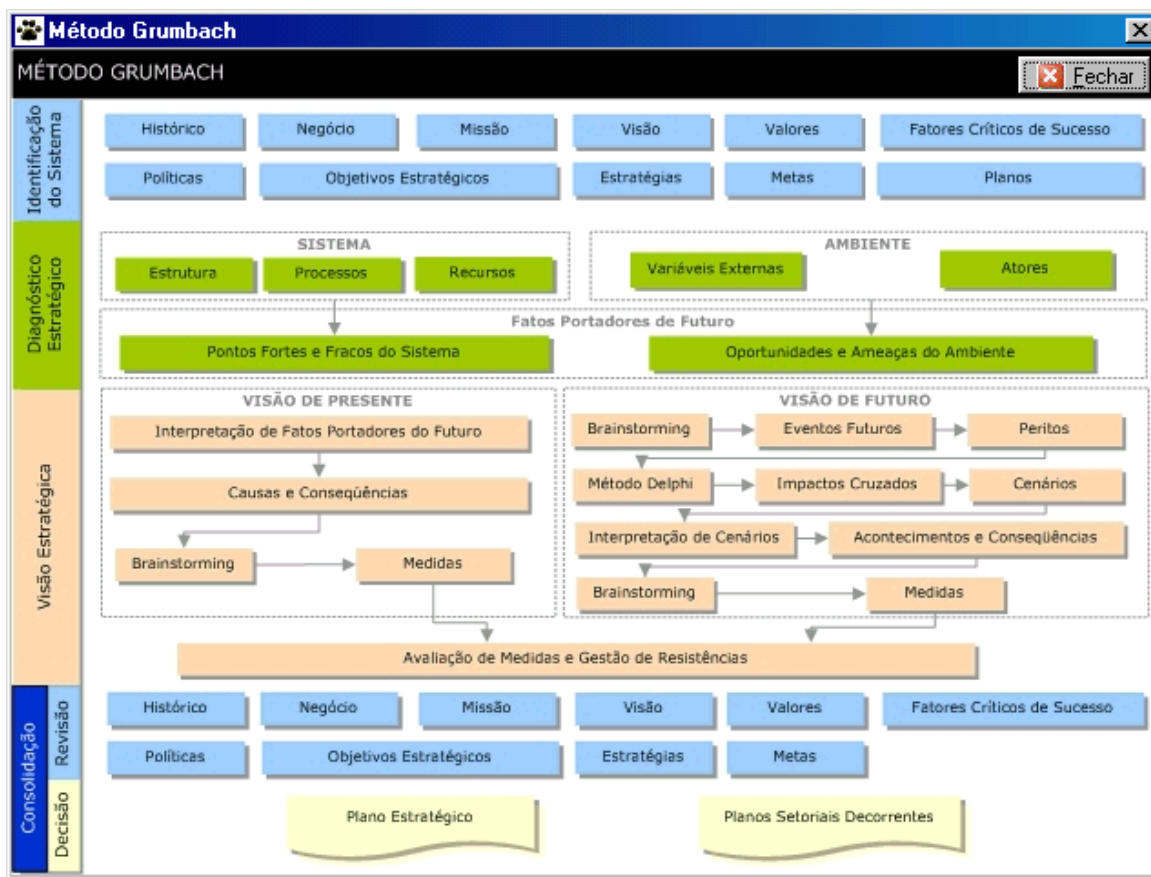 Método Grumbach
MÉTODO GRUMBACH
Fechar
Identificação
do Sistema
Histórico
Negócio
Missão
Visão
Valores
Fatores Críticos de Sucesso
Políticas
Objetivos Estratégicos
Estratégias
Metas
Planos
Diagnóstico
Estratégico
SISTEMA
Estrutura
Processos
Recursos
AMBIENTE
Variáveis Externas
Atores
Fatos Portadores de Futuro
Pontos Fortes e Fracos do Sistema
Oportunidades e Ameaças do Ambiente
Visão Estratégica
VISÃO DE PRESENTE
Interpretação de Fatos Portadores do Futuro
Causas e Conseqüências
Brainstorming
Medidas
VISÃO DE FUTURO
Brainstorming
Eventos Futuros
Peritos
Método Delphi
Impactos Cruzados
Cenários
Interpretação de Cenários
Acontecimentos e Conseqüências
Brainstorming
Medidas
Avaliação de Medidas e Gestão de Resistências
Consolidação
Revisão
Histórico
Negócio
Missão
Visão
Valores
Fatores Críticos de Sucesso
Políticas
Objetivos Estratégicos
Estratégias
Metas
Decisão
Plano Estratégico
Planos Setoriais Decorrentes